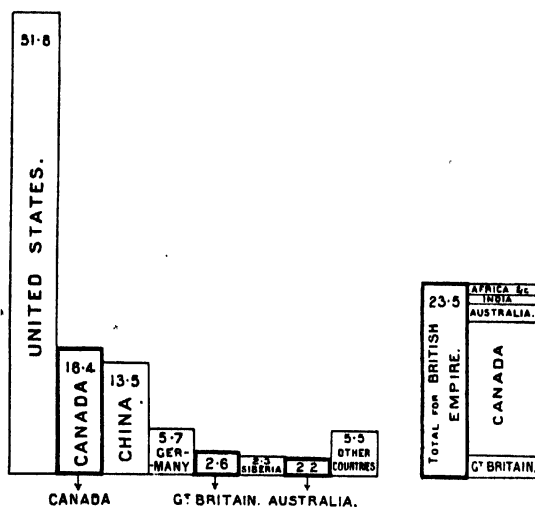 51·8
UNITED STATES.
16·4
CANADA
13·5
CHINA
5·7
GER-
-MANY
2·6
2·3
SIBERIA
2 2
5·5
OTHER
COUNTRIES
CANADA
GT BRITAIN. AUSTRALIA.
23·5
TOTAL FOR BRITISH
EMPIRE.
AFRICA &c
INDIA
AUSTRALIA.
CANADA
GT BRITAIN.